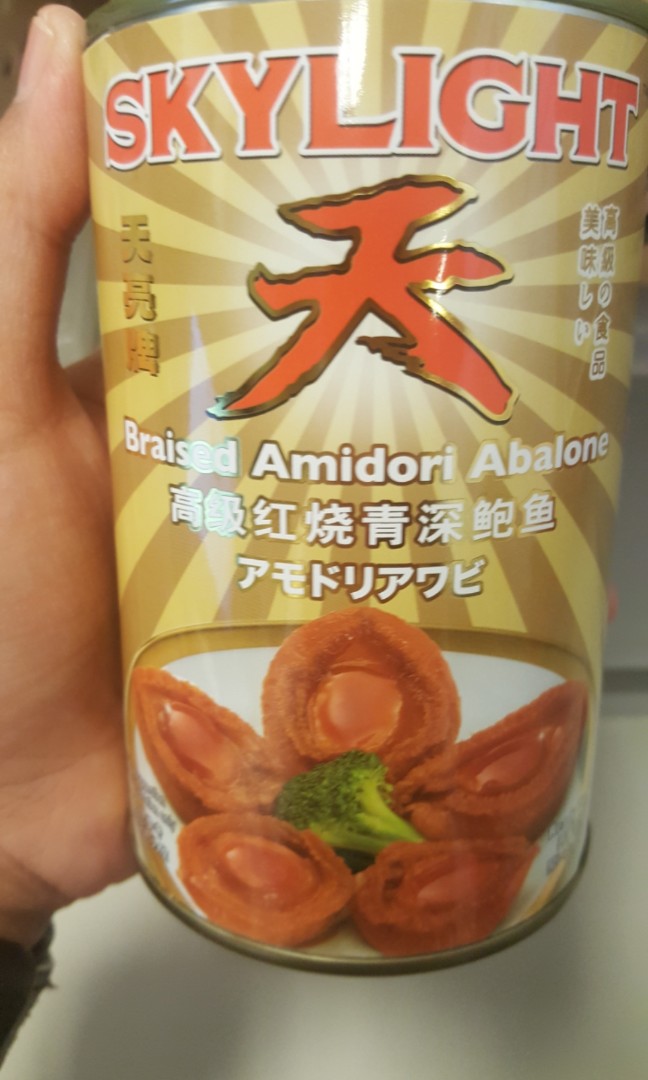 SKYLIGHT
天
天亮牌
高級の食品
美味しい
Braised Amidori Abalone
高级红烧青深鲍鱼
アモドリアワビ